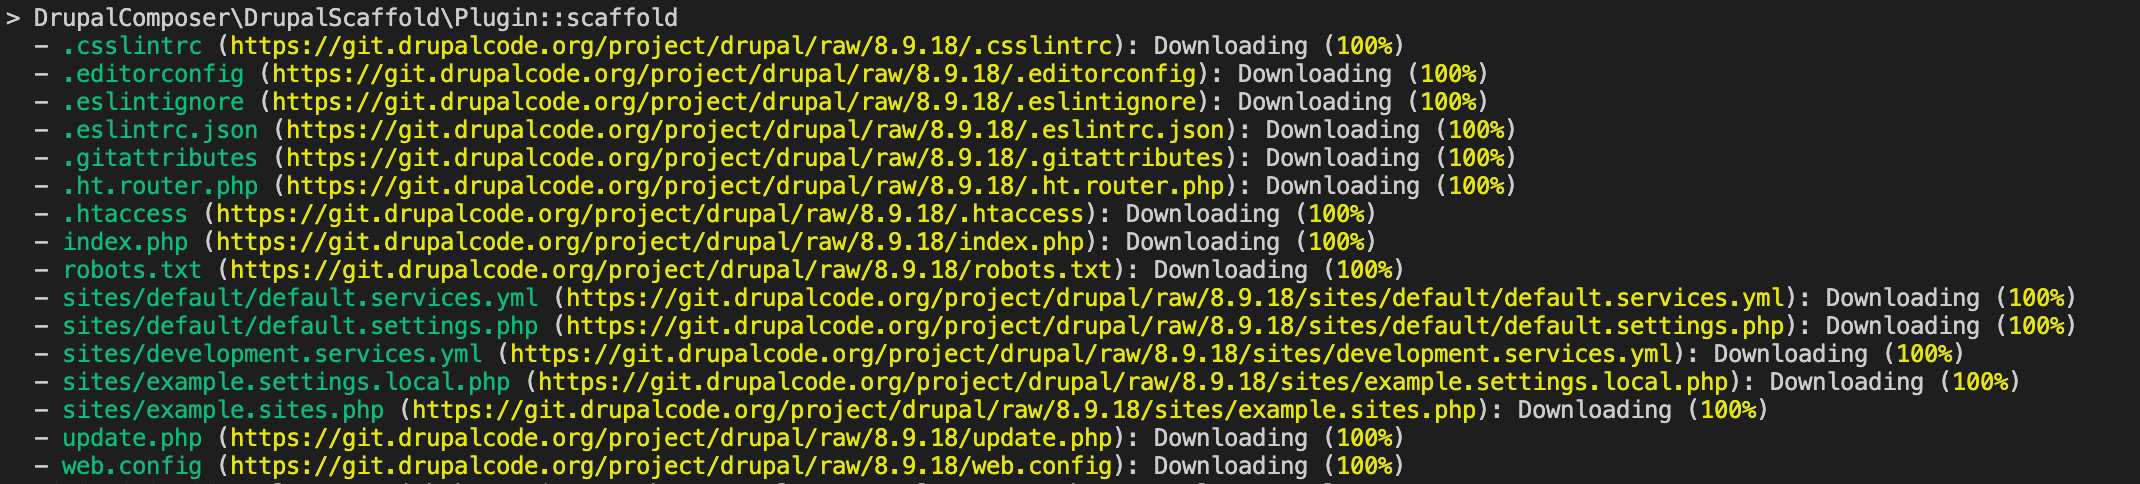 > DrupalComposer\DrupalScaffold\Plugin::scaffold
- .csslintrc (https://git.drupalcode.org/project/drupal/raw/8.9.18/.csslintrc): Downloading (100%)
- .editorconfig (https://git.drupalcode.org/project/drupal/raw/8.9.18/.editorconfig): Downloading (100%)
- .eslintignore (https://git.drupalcode.org/project/drupal/raw/8.9.18/.eslintignore): Downloading (100%)
- .eslintrc.json (https://git.drupalcode.org/project/drupal/raw/8.9.18/.eslintrc.json): Downloading (100%)
- .gitattributes (https://git.drupalcode.org/project/drupal/raw/8.9.18/.gitattributes): Downloading (100%)
- .ht.router.php (https://git.drupalcode.org/project/drupal/raw/8.9.18/.ht.router.php): Downloading (100%)
- .htaccess (https://git.drupalcode.org/project/drupal/raw/8.9.18/.htaccess): Downloading (100%)
- index.php (https://git.drupalcode.org/project/drupal/raw/8.9.18/index.php): Downloading (100%)
- robots.txt (https://git.drupalcode.org/project/drupal/raw/8.9.18/robots.txt): Downloading (100%)
- sites/default/default.services.yml (https://git.drupalcode.org/project/drupal/raw/8.9.18/sites/default/default.services.yml): Downloading (100%)
- sites/default/default.settings.php (https://git.drupalcode.org/project/drupal/raw/8.9.18/sites/default/default.settings.php): Downloading (100%)
- sites/development.services.yml (https://git.drupalcode.org/project/drupal/raw/8.9.18/sites/development.services.yml): Downloading (100%)
- sites/example.settings.local.php (https://git.drupalcode.org/project/drupal/raw/8.9.18/sites/example.settings.local.php): Downloading (100%)
- sites/example.sites.php (https://git.drupalcode.org/project/drupal/raw/8.9.18/sites/example.sites.php): Downloading (100%)
- update.php (https://git.drupalcode.org/project/drupal/raw/8.9.18/update.php): Downloading (100%)
- web.config (https://git.drupalcode.org/project/drupal/raw/8.9.18/web.config): Downloading (100%)